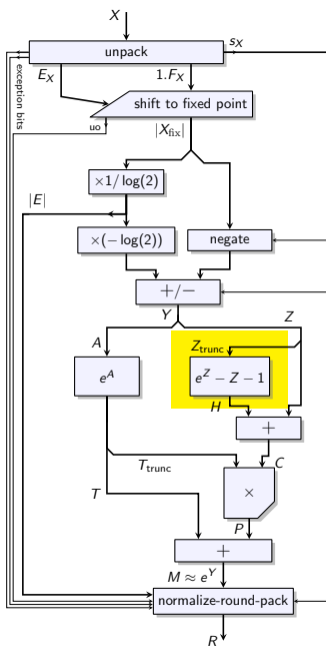 X
unpack
s_X
E_X
1.F_X
exception bits
shift to fixed point
uo
|X_fix|
×1/log(2)
|E|
×(−log(2))
negate
+/−
Y
Z
A
Z_trunc
e^A
e^Z − Z − 1
H
+
T_trunc
C
T
×
P
+
M ≈ e^Y
normalize-round-pack
R